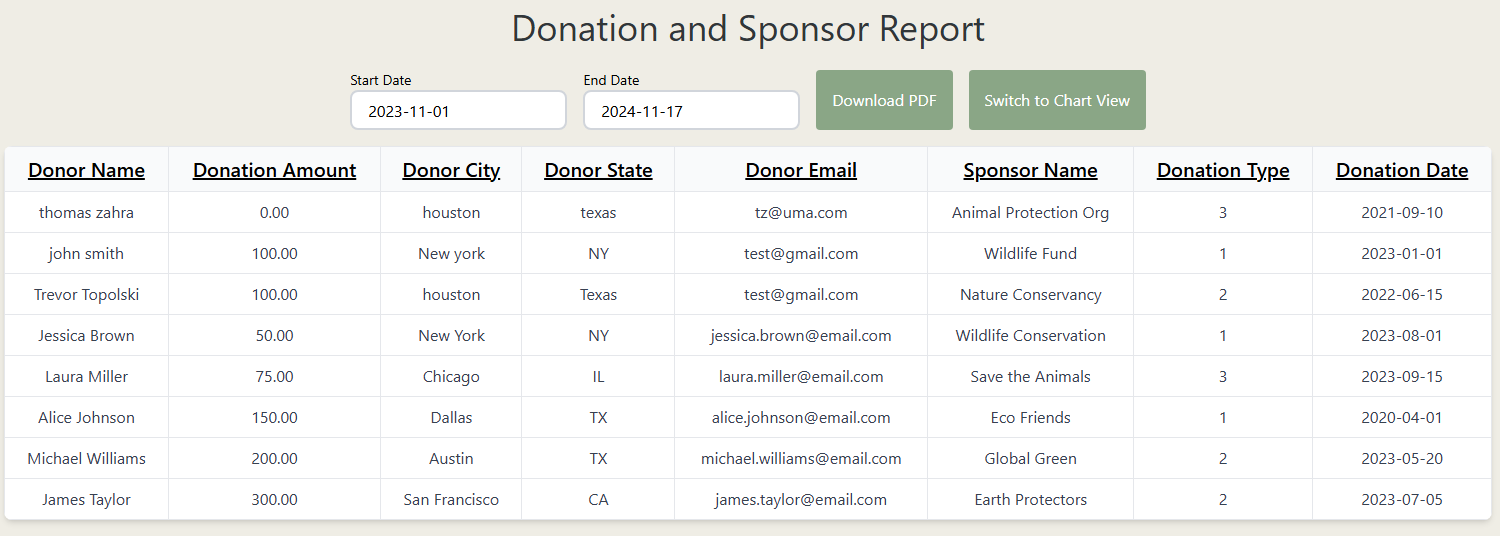 Donation and Sponsor Report
Start Date End Date
2023-11-01 2024-11-17 Download PDF Switch to Chart View
Donor Name Donation Amount Donor City Donor State Donor Email Sponsor Name Donation Type Donation Date
thomas zahra 0.00 houston texas tz@uma.com Animal Protection Org 3 2021-09-10
john smith 100.00 New york NY test@gmail.com Wildlife Fund 1 2023-01-01
Trevor Topolski 100.00 houston Texas test@gmail.com Nature Conservancy 2 2022-06-15
Jessica Brown 50.00 New York NY jessica.brown@email.com Wildlife Conservation 1 2023-08-01
Laura Miller 75.00 Chicago IL laura.miller@email.com Save the Animals 3 2023-09-15
Alice Johnson 150.00 Dallas TX alice.johnson@email.com Eco Friends 1 2020-04-01
Michael Williams 200.00 Austin TX michael.williams@email.com Global Green 2 2023-05-20
James Taylor 300.00 San Francisco CA james.taylor@email.com Earth Protectors 2 2023-07-05